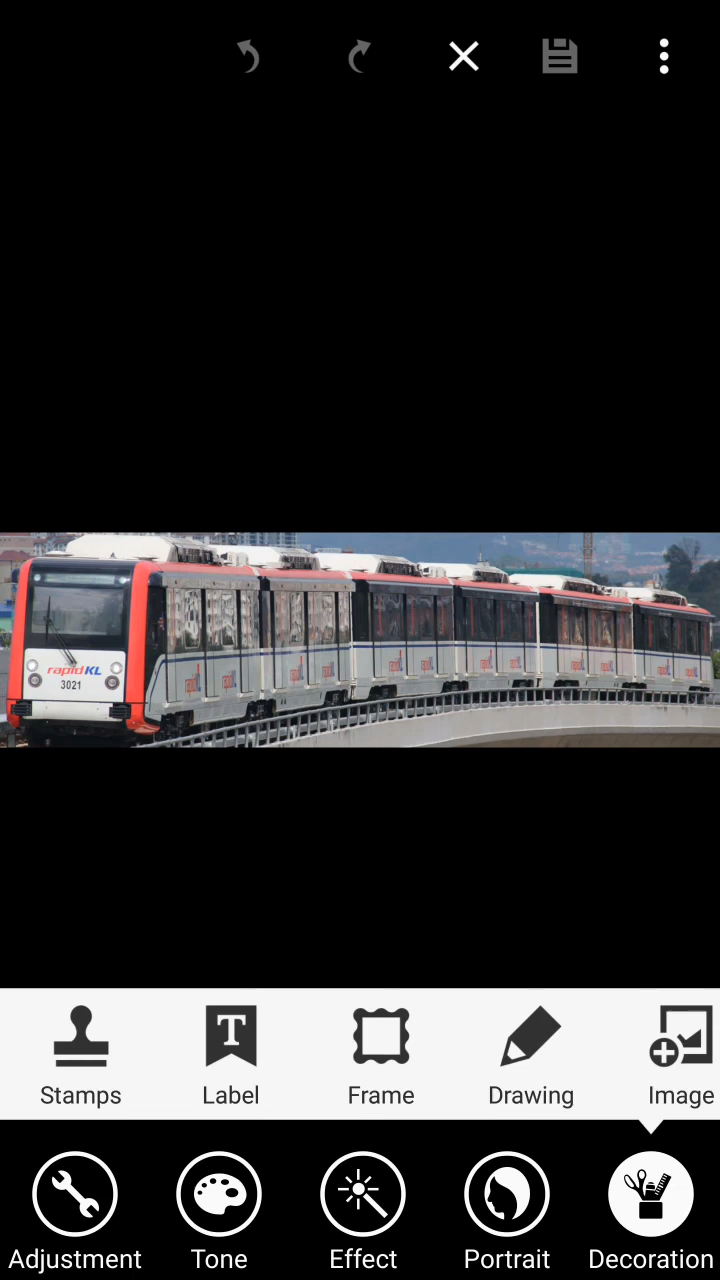 rapidKL
3021
Stamps
Label
Frame
Drawing
Image
Adjustment
Tone
Effect
Portrait
Decoration